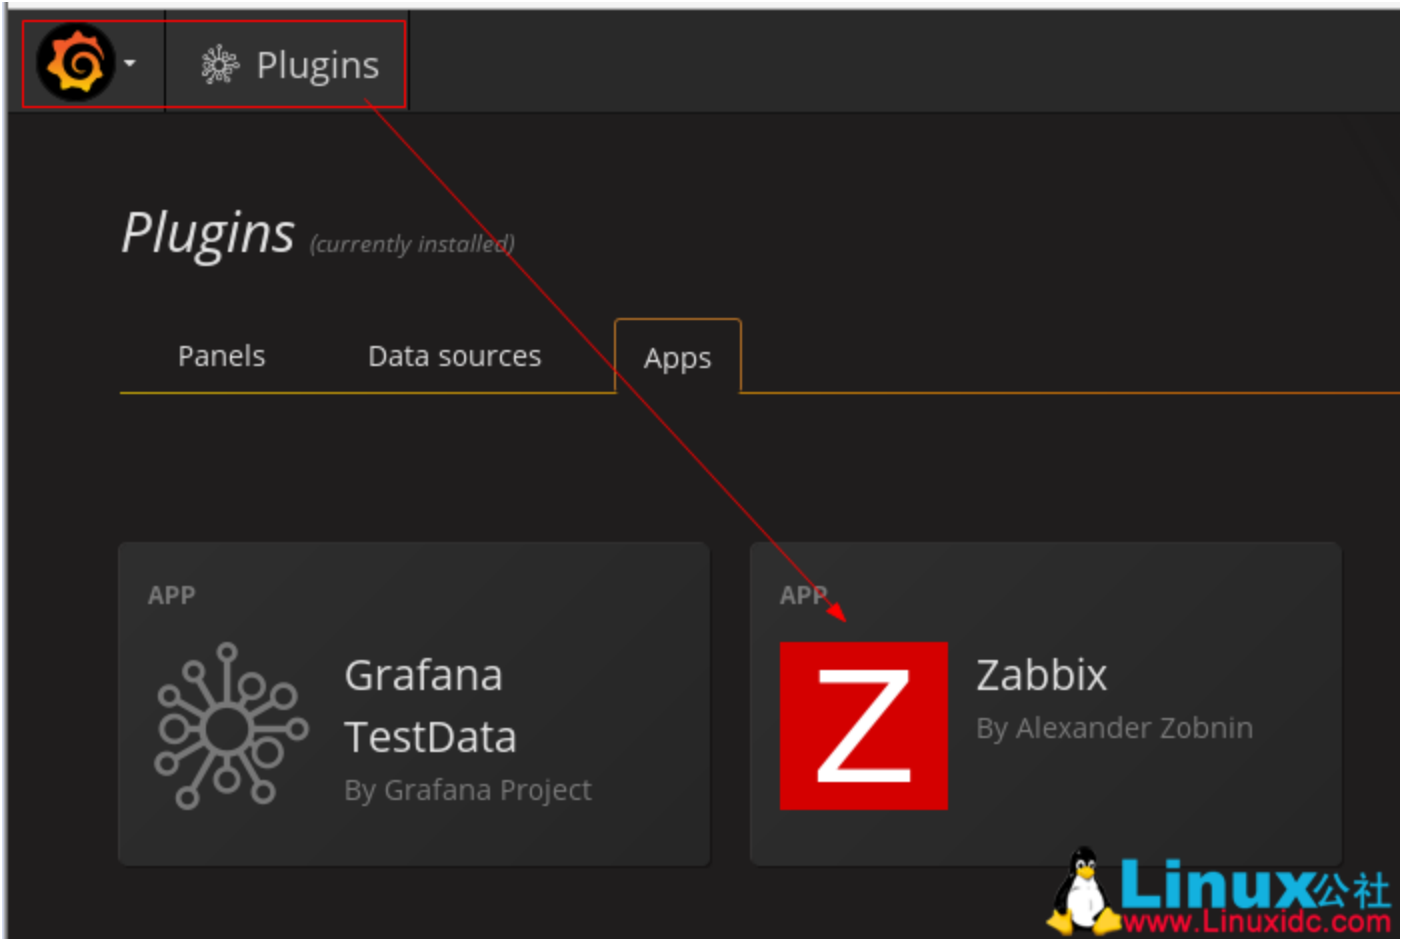 Plugins
Plugins (currently installed)
Panels
Data sources
Apps
APP
Grafana
TestData
By Grafana Project
APP
Z
Zabbix
By Alexander Zobnin
Linux公社
www.Linuxidc.com